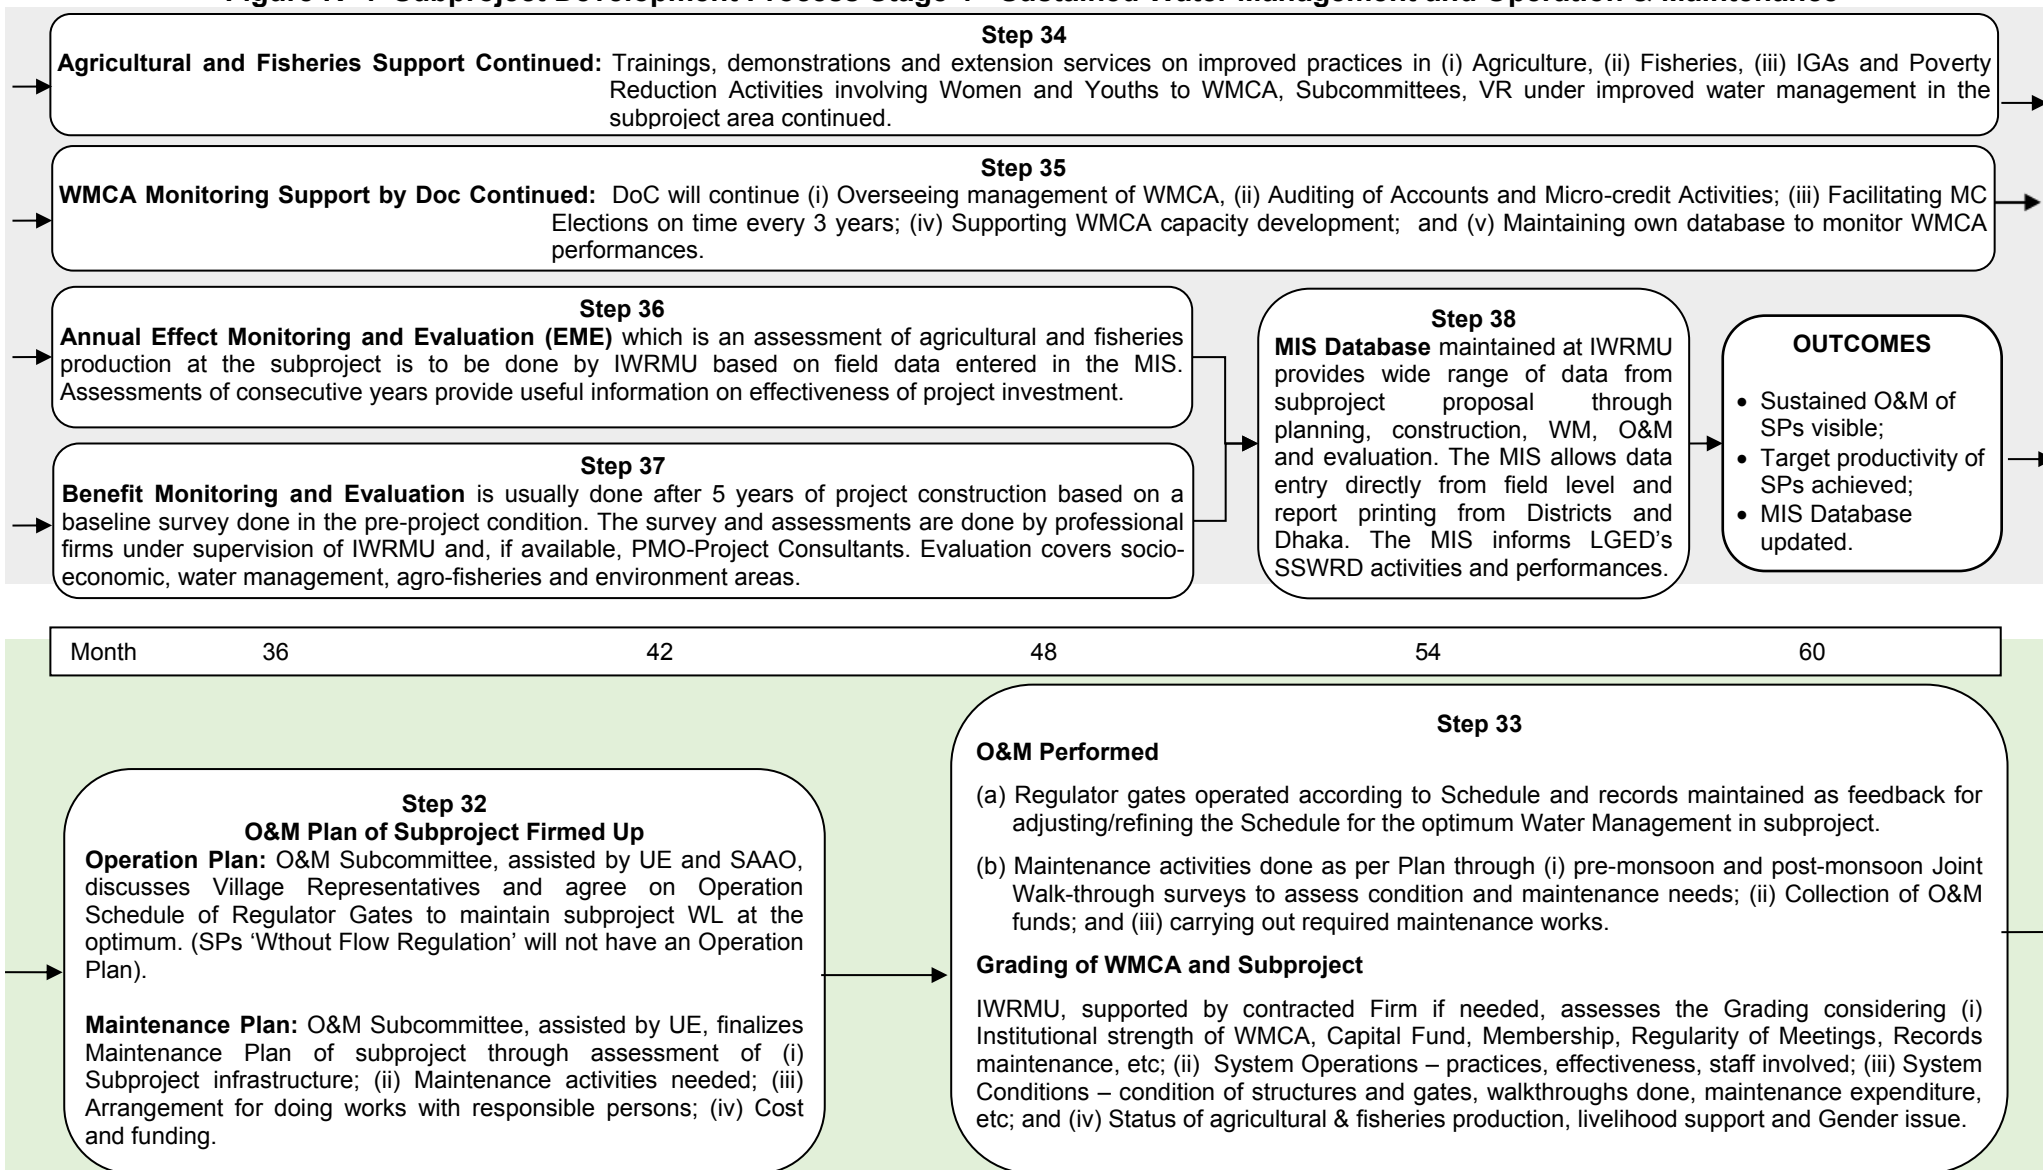 Subproject Development Process Stage 4 Sustained Water Management and Operation & Maintenance
Step 34
Agricultural and Fisheries Support Continued: Trainings, demonstrations and extension services on improved practices in (i) Agriculture, (ii) Fisheries, (iii) IGAs and Poverty
Reduction Activities involving Women and Youths to WMCA, Subcommittees, VR under improved water management in the
subproject area continued.
Step 35
WMCA Monitoring Support by Doc Continued: DoC will continue (i) Overseeing management of WMCA, (ii) Auditing of Accounts and Micro-credit Activities; (iii) Facilitating MC
Elections on time every 3 years; (iv) Supporting WMCA capacity development; and (v) Maintaining own database to monitor WMCA
performances.
Step 36
Annual Effect Monitoring and Evaluation (EME) which is an assessment of agricultural and fisheries
production at the subproject is to be done by IWRMU based on field data entered in the MIS.
Assessments of consecutive years provide useful information on effectiveness of project investment.
Step 37
Benefit Monitoring and Evaluation is usually done after 5 years of project construction based on a
baseline survey done in the pre-project condition. The survey and assessments are done by professional
firms under supervision of IWRMU and, if available, PMO-Project Consultants. Evaluation covers socio-
economic, water management, agro-fisheries and environment areas.
Step 38
MIS Database maintained at IWRMU
provides wide range of data from
subproject proposal through
planning, construction, WM, O&M
and evaluation. The MIS allows data
entry directly from field level and
report printing from Districts and
Dhaka. The MIS informs LGED's
SSWRD activities and performances.
OUTCOMES
• Sustained O&M of
SPs visible;
• Target productivity of
SPs achieved;
• MIS Database
updated.
Month 36 42 48 54 60
Step 32
O&M Plan of Subproject Firmed Up
Operation Plan: O&M Subcommittee, assisted by UE and SAAO,
discusses Village Representatives and agree on Operation
Schedule of Regulator Gates to maintain subproject WL at the
optimum. (SPs 'Wthout Flow Regulation' will not have an Operation
Plan).
Maintenance Plan: O&M Subcommittee, assisted by UE, finalizes
Maintenance Plan of subproject through assessment of (i)
Subproject infrastructure; (ii) Maintenance activities needed; (iii)
Arrangement for doing works with responsible persons; (iv) Cost
and funding.
Step 33
O&M Performed
(a) Regulator gates operated according to Schedule and records maintained as feedback for
adjusting/refining the Schedule for the optimum Water Management in subproject.
(b) Maintenance activities done as per Plan through (i) pre-monsoon and post-monsoon Joint
Walk-through surveys to assess condition and maintenance needs; (ii) Collection of O&M
funds; and (iii) carrying out required maintenance works.
Grading of WMCA and Subproject
IWRMU, supported by contracted Firm if needed, assesses the Grading considering (i)
Institutional strength of WMCA, Capital Fund, Membership, Regularity of Meetings, Records
maintenance, etc; (ii) System Operations – practices, effectiveness, staff involved; (iii) System
Conditions – condition of structures and gates, walkthroughs done, maintenance expenditure,
etc; and (iv) Status of agricultural & fisheries production, livelihood support and Gender issue.